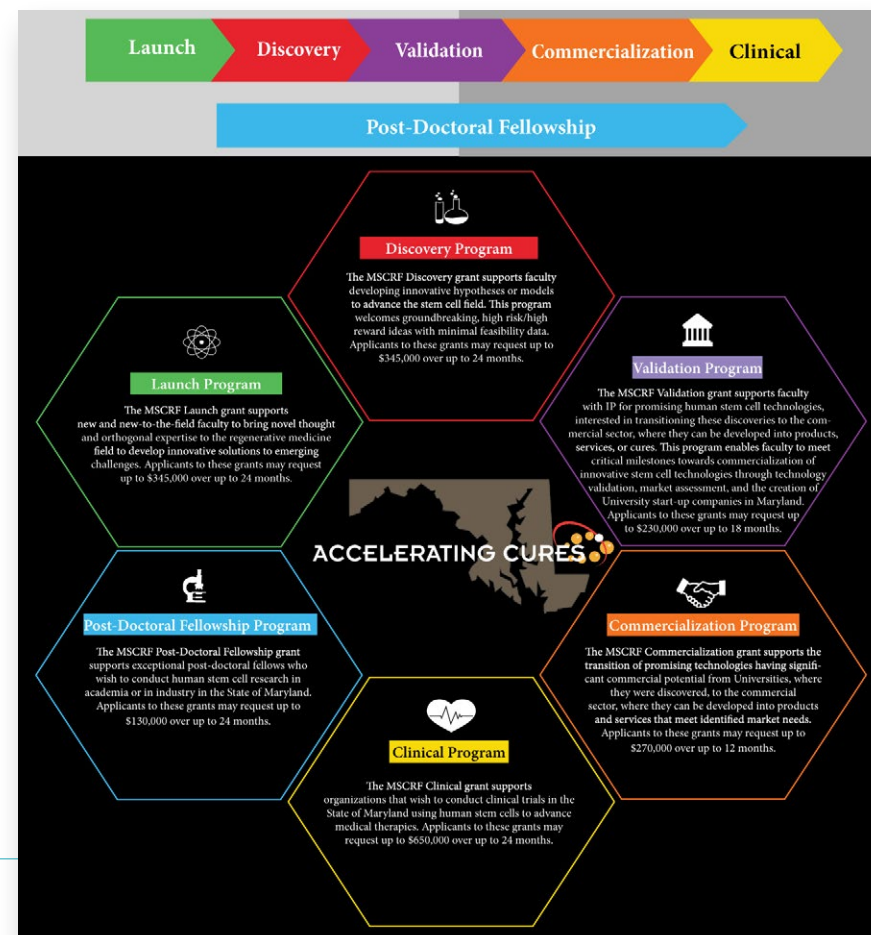 Launch
Discovery
Validation
Commercialization
Clinical
Post-Doctoral Fellowship
Discovery Program
The MSCRF Discovery grant supports faculty
developing innovative hypotheses or models
to advance the stem cell field. This program
welcomes groundbreaking, high risk/high
reward ideas with minimal feasibility data.
Applicants to these grants may request up to
$345,000 over up to 24 months.
Launch Program
The MSCRF Launch grant supports
new and new-to-the-field faculty to bring novel thought
and orthogonal expertise to the regenerative medicine
field to develop innovative solutions to emerging
challenges. Applicants to these grants may request
up to $345,000 over up to 24 months.
Validation Program
The MSCRF Validation grant supports faculty
with IP for promising human stem cell technologies,
interested in transitioning these discoveries to the com-
mercial sector, where they can be developed into products,
services, or cures. This program enables faculty to meet
critical milestones towards commercialization of
innovative stem cell technologies through technology
validation, market assessment, and the creation of
University start-up companies in Maryland.
Applicants to these grants may request up
to $230,000 over up to 18 months.
ACCELERATING CURES
Post-Doctoral Fellowship Program
The MSCRF Post-Doctoral Fellowship grant
supports exceptional post-doctoral fellows who
wish to conduct human stem cell research in
academia or in industry in the State of Maryland.
Applicants to these grants may request up to
$130,000 over up to 24 months.
Commercialization Program
The MSCRF Commercialization grant supports the
transition of promising technologies having signifi-
cant commercial potential from Universities, where
they were discovered, to the commercial
sector, where they can be developed into products
and services that meet identified market needs.
Applicants to these grants may request up to
$270,000 over up to 12 months.
Clinical Program
The MSCRF Clinical grant supports
organizations that wish to conduct clinical trials in the
State of Maryland using human stem cells to advance
medical therapies. Applicants to these grants may
request up to $650,000 over up to 24 months.